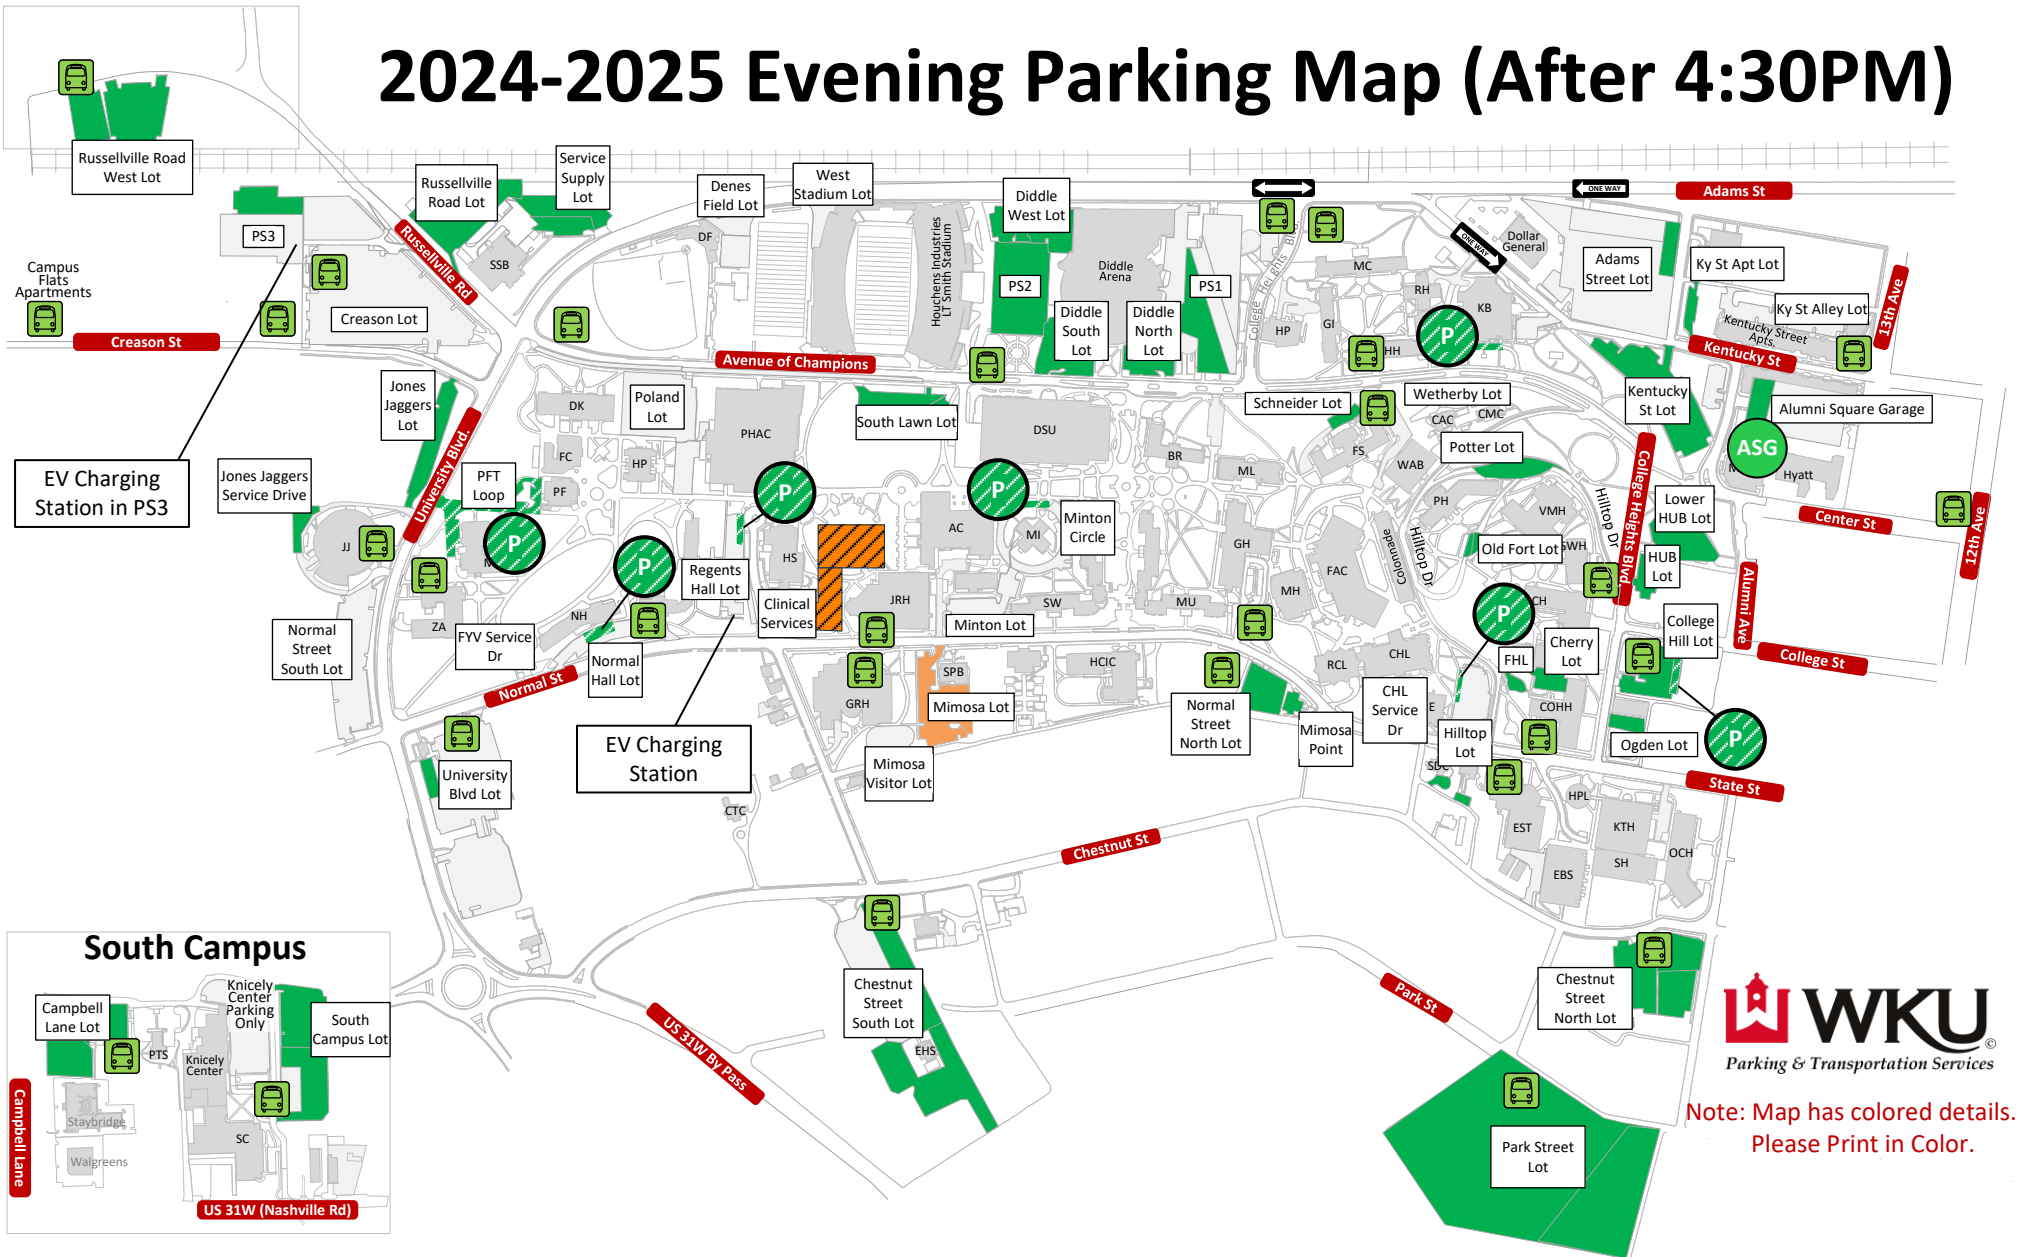 2024-2025 Evening Parking Map (After 4:30PM)
Russellville Road
West Lot
Russellville
Road Lot
Service
Supply
Lot
Denes
Field Lot
West
Stadium Lot
Diddle
West Lot
ONE WAY
Adams St
PS3
Russellville Rd
SSB
DF
Houchens Industries
LT Smith Stadium
PS2
Diddle
Arena
PS1
College Heights Blvd.
MC
ONE WAY
Dollar
General
Adams
Street Lot
Ky St Apt Lot
Ky St Alley Lot
13th Ave
Campus
Flats
Apartments
Creason St
Creason Lot
Diddle
South
Lot
Diddle
North
Lot
HP
GI
RH
P
KB
HH
Kentucky Street
Apts.
Kentucky St
Avenue of Champions
Jones
Jaggers
Lot
DK
Poland
Lot
South Lawn Lot
PHAC
DSU
Schneider Lot
Wetherby Lot
CAC
CMC
Potter Lot
Kentucky
St Lot
Alumni Square Garage
ASG
Hyatt
EV Charging
Station in PS3
Jones Jaggers
Service Drive
University Blvd.
PFT
Loop
FC
HP
PF
P
P
P
BR
ML
FS
WAB
PH
VMH
Hilltop Dr
College Heights Blvd
Lower
HUB Lot
Center St
12th Ave
JJ
P
Regents
Hall Lot
HS
AC
MI
Minton
Circle
GH
FAC
Colonnade
Hilltop Dr
Old Fort Lot
WH
HUB
Lot
Alumni Ave
Normal
Street
South Lot
ZA
FYV Service
Dr
NH
Normal
Hall Lot
Clinical
Services
JRH
SW
Minton Lot
MU
MH
P
CH
Cherry
Lot
College
Hill Lot
College St
Normal St
EV Charging
Station
GRH
SPB
Mimosa Lot
HCIC
Normal
Street
North Lot
RCL
CHL
Mimosa
Point
CHL
Service
Dr
E
Hilltop
Lot
FHL
COHH
Ogden Lot
P
State St
University
Blvd Lot
Mimosa
Visitor Lot
CTC
Chestnut St
SDC
HPL
EST
KTH
SH
OCH
EBS
South Campus
Campbell
Lane Lot
Knicely
Center
Parking
Only
South
Campus Lot
PTS
Knicely
Center
Campbell Lane
Staybridge
Walgreens
SC
US 31W (Nashville Rd)
US 31W By Pass
Chestnut
Street
South Lot
EHS
Park St
Chestnut
Street
North Lot
Park Street
Lot
WKU
©
Parking & Transportation Services
Note: Map has colored details.
Please Print in Color.